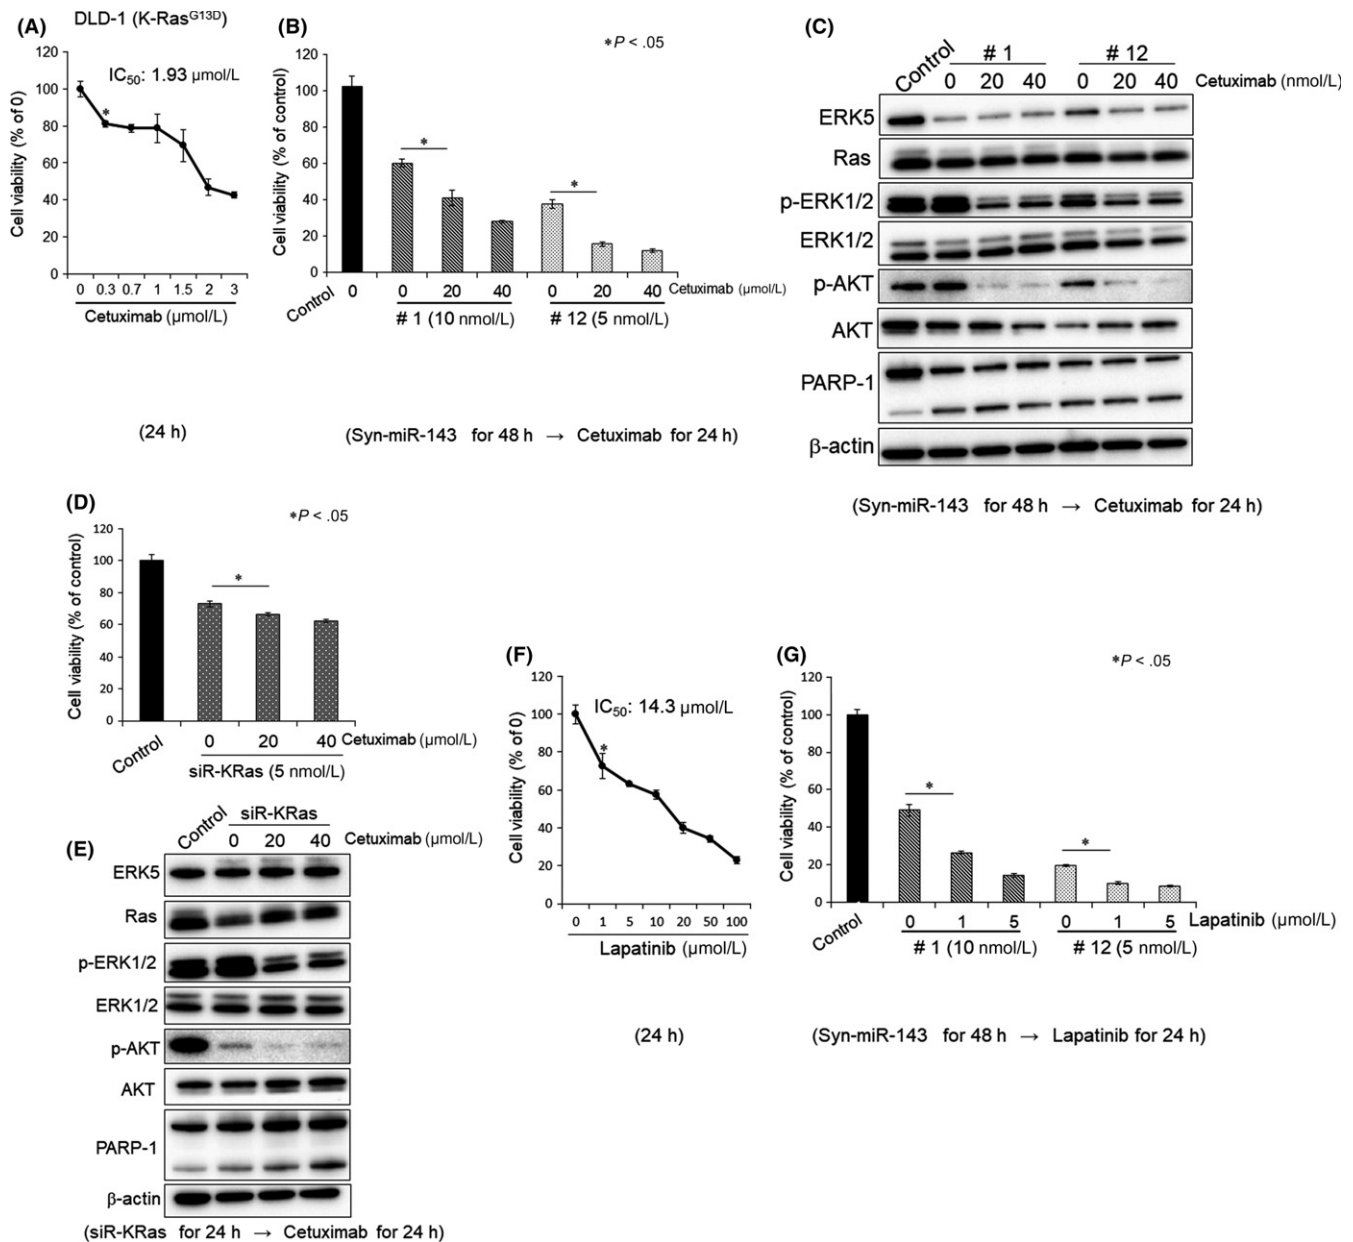 (A)
DLD-1 (K-Ras^G13D)
Cell viability (% of 0)
120
100
80
60
40
20
0
IC50: 1.93 µmol/L
*
0 0.3 0.7 1 1.5 2 3
Cetuximab (µmol/L)
(24 h)
(B)
*P < .05
Cell viability (% of control)
120
100
80
60
40
20
0
*
*
Control 0 0 20 40 0 20 40 Cetuximab (µmol/L)
# 1 (10 nmol/L) # 12 (5 nmol/L)
(Syn-miR-143 for 48 h → Cetuximab for 24 h)
(C)
Control # 1 # 12
0 20 40 0 20 40 Cetuximab (nmol/L)
ERK5
Ras
p-ERK1/2
ERK1/2
p-AKT
AKT
PARP-1
β-actin
(Syn-miR-143 for 48 h → Cetuximab for 24 h)
(D)
*P < .05
Cell viability (% of control)
120
100
80
60
40
20
0
*
Control 0 20 40 Cetuximab (µmol/L)
siR-KRas (5 nmol/L)
(E)
Control siR-KRas
0 20 40 Cetuximab (µmol/L)
ERK5
Ras
p-ERK1/2
ERK1/2
p-AKT
AKT
PARP-1
β-actin
(siR-KRas for 24 h → Cetuximab for 24 h)
(F)
Cell viability (% of 0)
120
100
80
60
40
20
0
IC50: 14.3 µmol/L
*
0 1 5 10 20 50 100
Lapatinib (µmol/L)
(24 h)
(G)
*P < .05
Cell viability (% of control)
120
100
80
60
40
20
0
*
*
Control 0 1 5 0 1 5 Lapatinib (µmol/L)
# 1 (10 nmol/L) # 12 (5 nmol/L)
(Syn-miR-143 for 48 h → Lapatinib for 24 h)